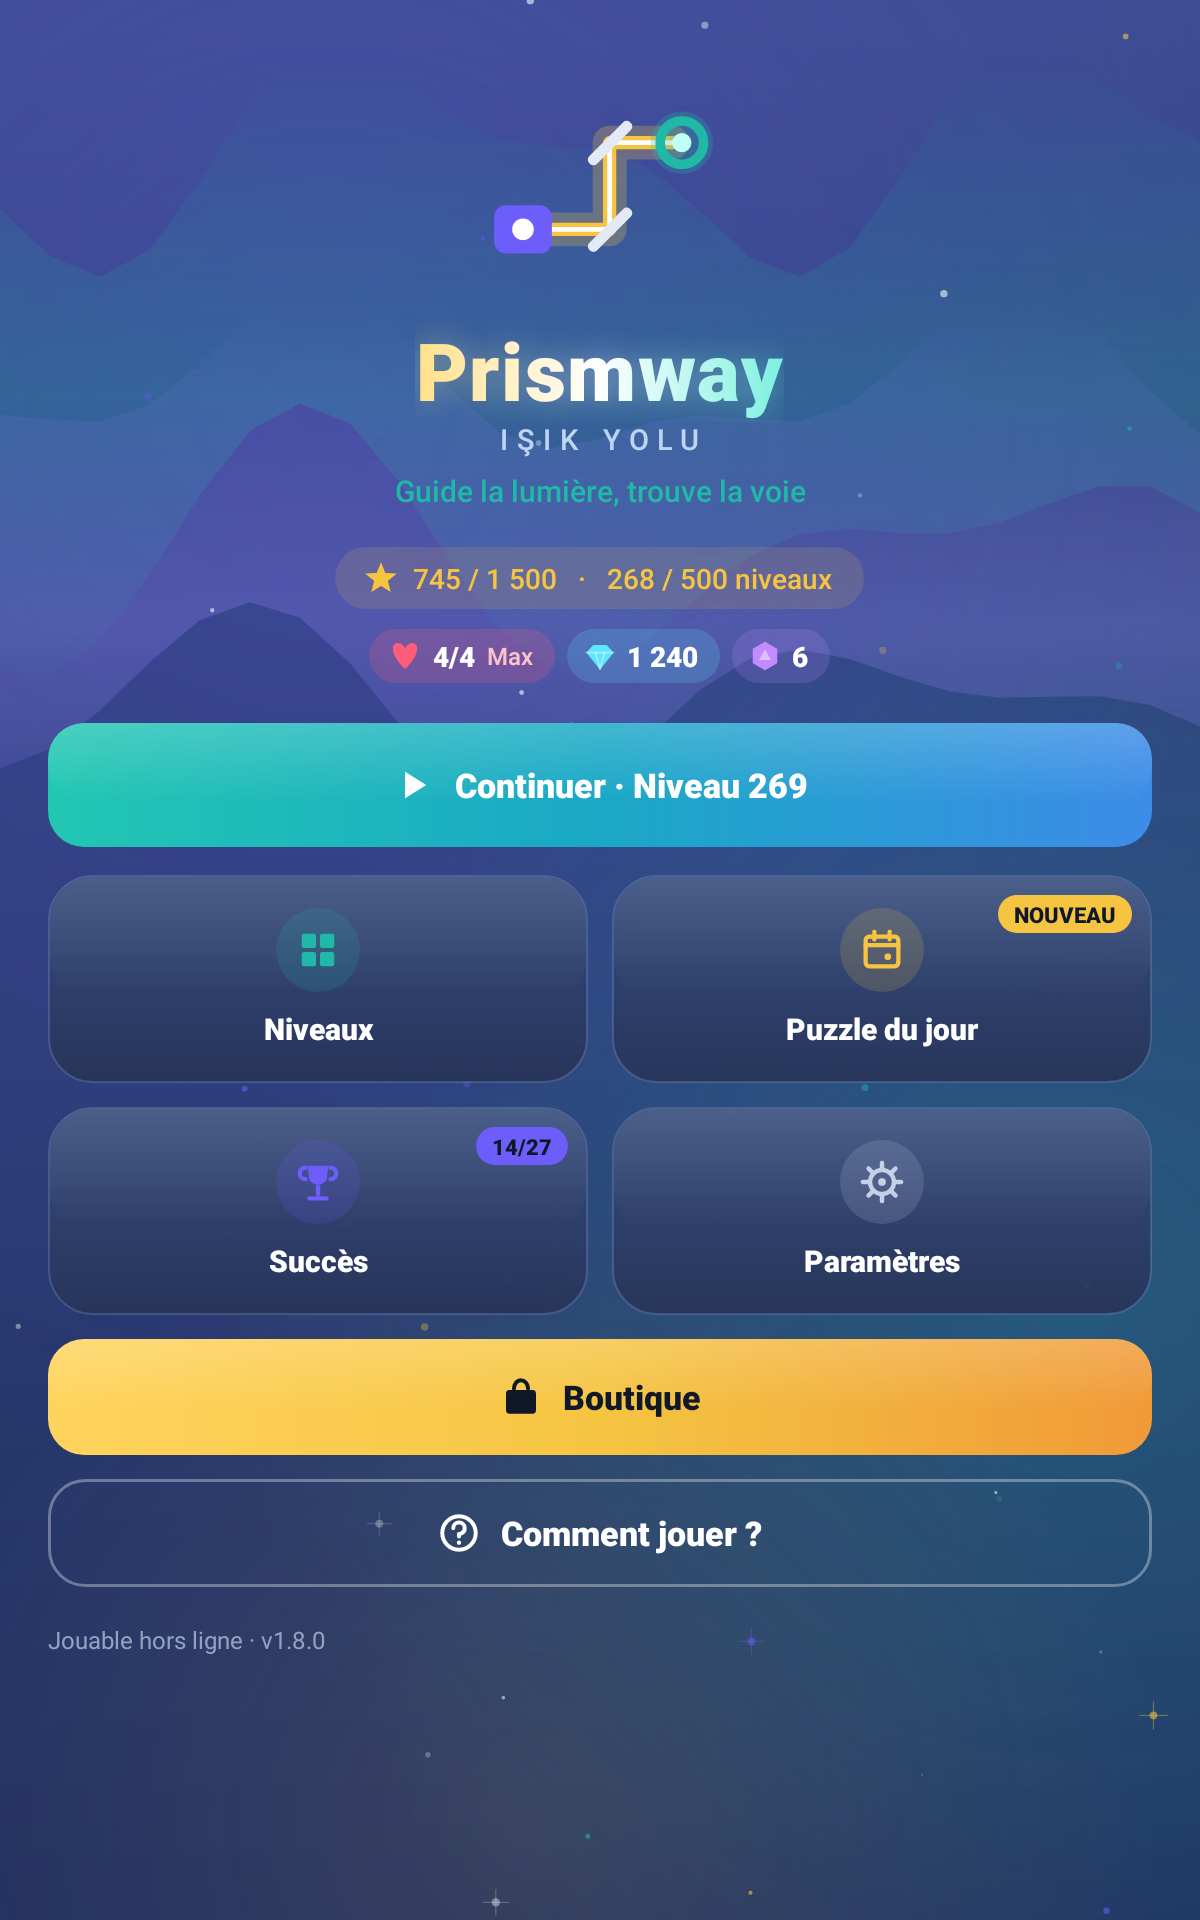 Prismway
IŞIK YOLU
Guide la lumière, trouve la voie
745 / 1 500 · 268 / 500 niveaux
4/4 Max 1 240 6
Continuer · Niveau 269
Niveaux
NOUVEAU
Puzzle du jour
14/27
Succès
Paramètres
Boutique
Comment jouer ?
Jouable hors ligne · v1.8.0